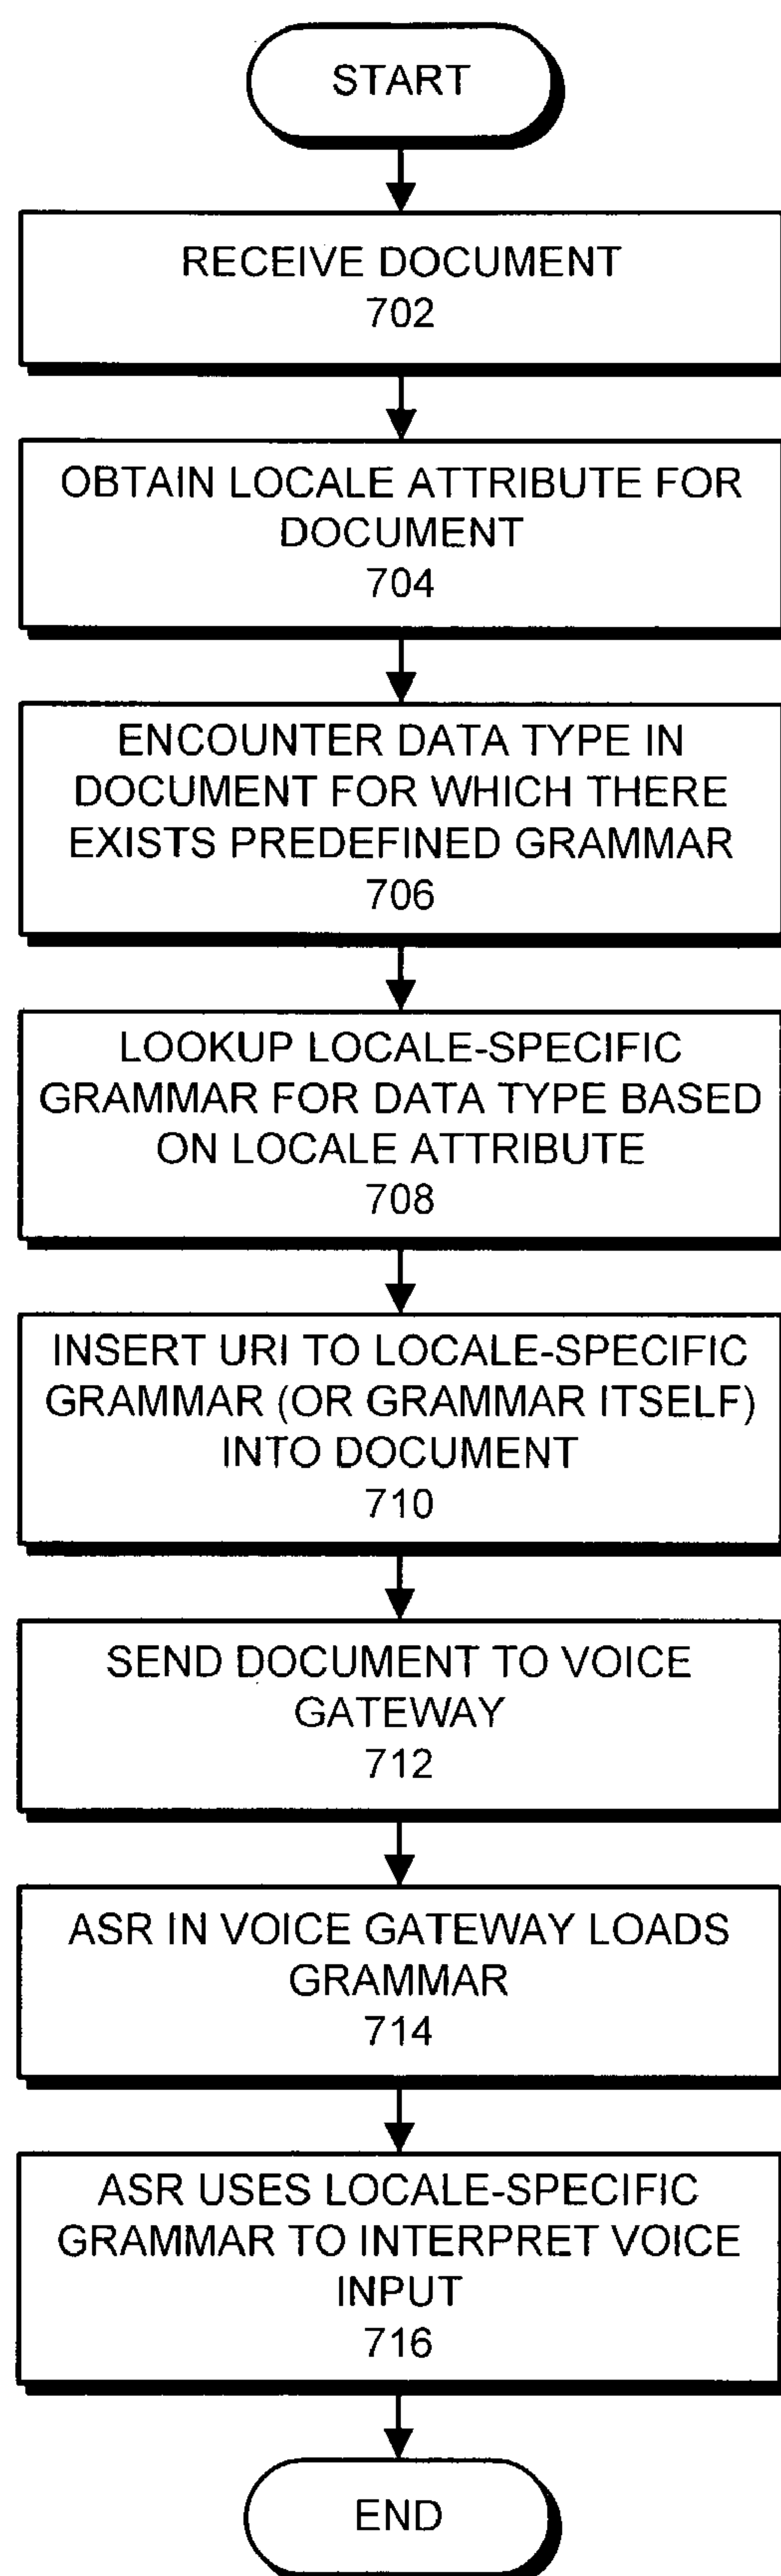 START
RECEIVE DOCUMENT
702
OBTAIN LOCALE ATTRIBUTE FOR
DOCUMENT
704
ENCOUNTER DATA TYPE IN
DOCUMENT FOR WHICH THERE
EXISTS PREDEFINED GRAMMAR
706
LOOKUP LOCALE-SPECIFIC
GRAMMAR FOR DATA TYPE BASED
ON LOCALE ATTRIBUTE
708
INSERT URI TO LOCALE-SPECIFIC
GRAMMAR (OR GRAMMAR ITSELF)
INTO DOCUMENT
710
SEND DOCUMENT TO VOICE
GATEWAY
712
ASR IN VOICE GATEWAY LOADS
GRAMMAR
714
ASR USES LOCALE-SPECIFIC
GRAMMAR TO INTERPRET VOICE
INPUT
716
END